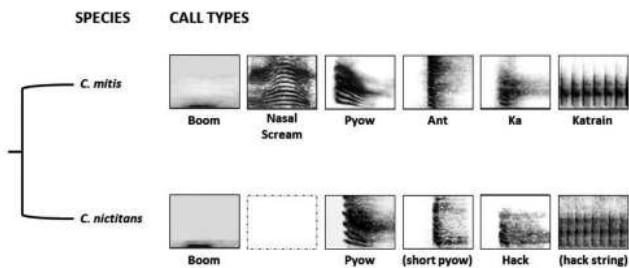 SPECIES CALL TYPES
C. mitis
Boom Nasal Scream Pyow Ant Ka Katrain
C. nictitans
Boom Pyow (short pyow) Hack (hack string)